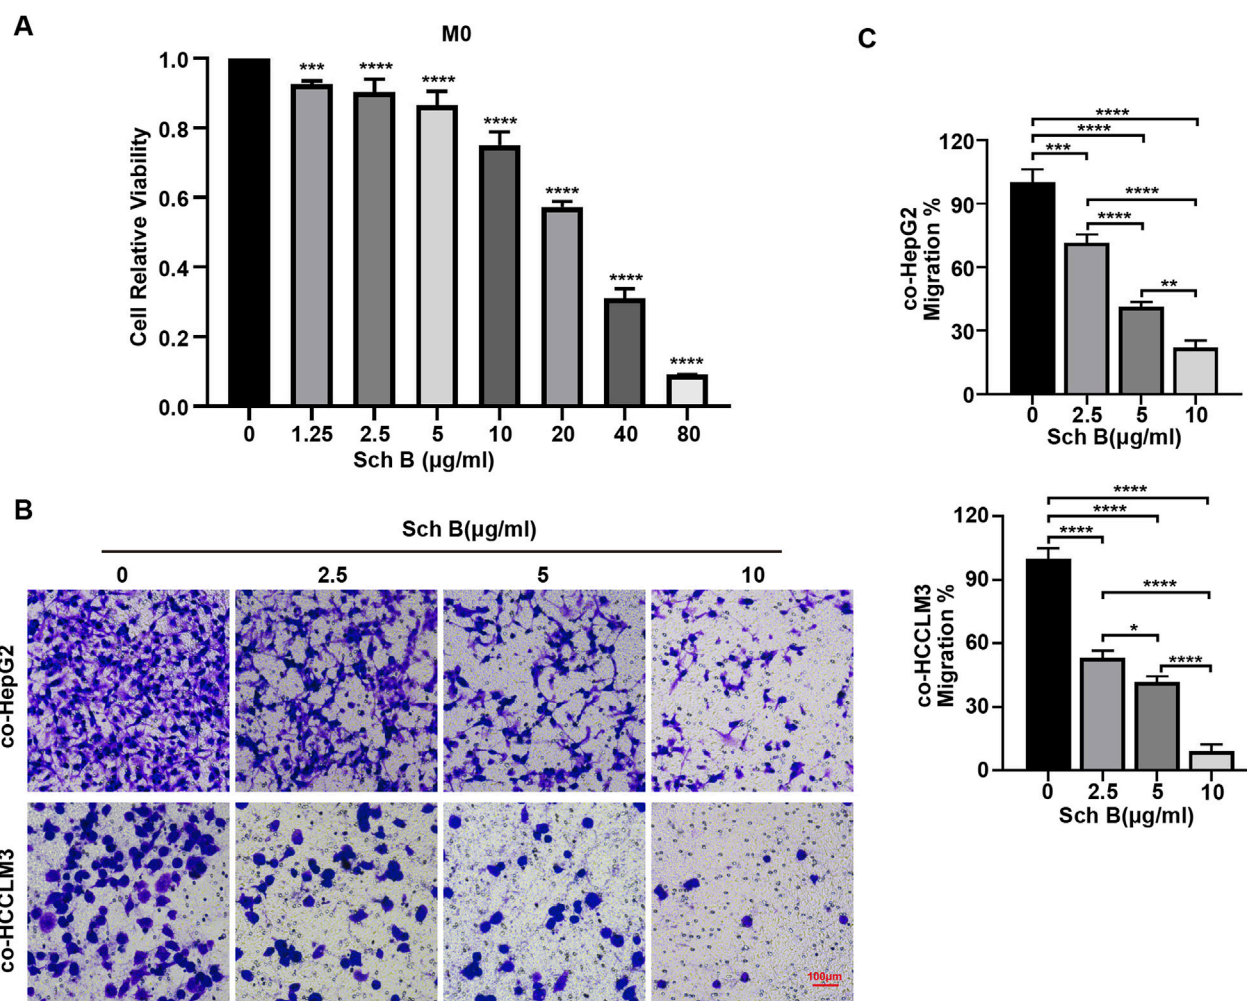 A
M0
Cell Relative Viability
1.0
0.8
0.6
0.4
0.2
0.0
***
****
****
****
****
****
****
0 1.25 2.5 5 10 20 40 80
Sch B (μg/ml)
B
Sch B(μg/ml)
0 2.5 5 10
co-HepG2
co-HCCLM3
100μm
C
co-HepG2
Migration %
120
90
60
30
0
****
****
***
****
****
**
0 2.5 5 10
Sch B(μg/ml)
co-HCCLM3
Migration %
120
90
60
30
0
****
****
****
****
*
****
0 2.5 5 10
Sch B(μg/ml)